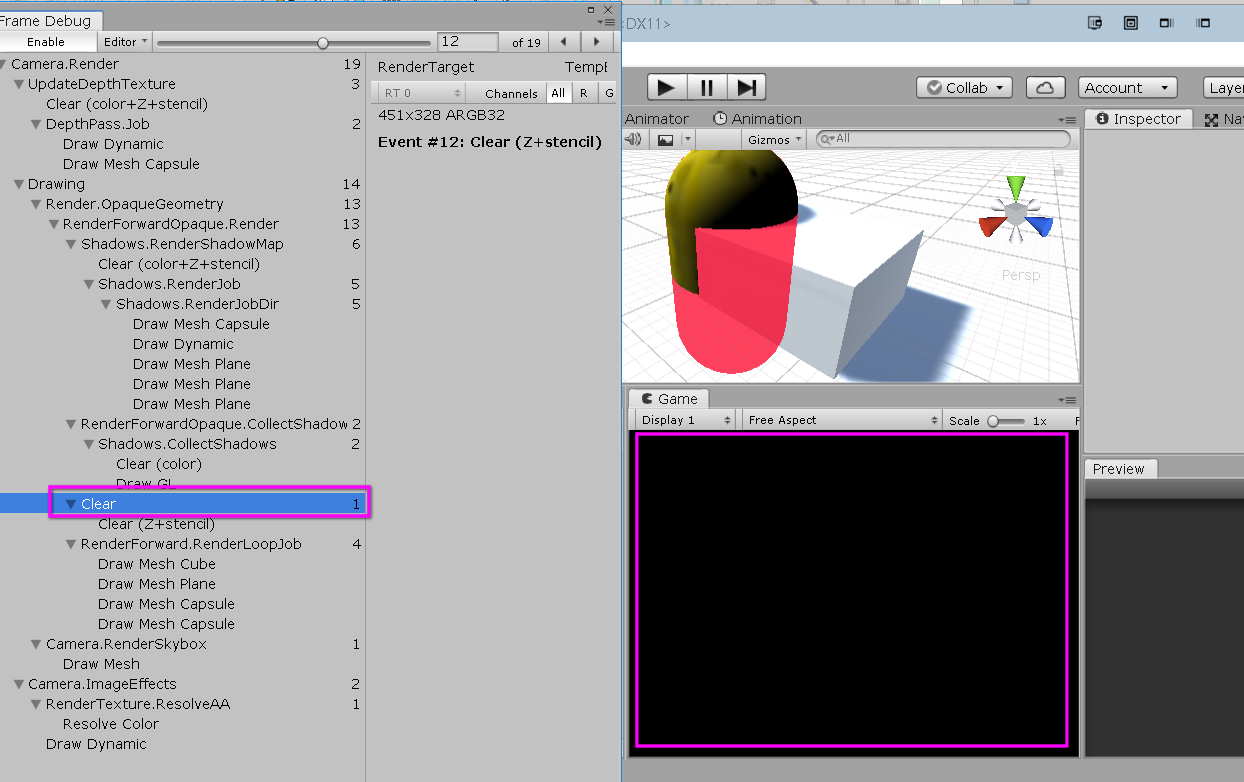 Frame Debug
<DX11>
Enable
Editor
12
of 19
Camera.Render 19
UpdateDepthTexture 3
Clear (color+Z+stencil)
DepthPass.Job 2
Draw Dynamic
Draw Mesh Capsule
Drawing 14
Render.OpaqueGeometry 13
RenderForwardOpaque.Render 13
Shadows.RenderShadowMap 6
Clear (color+Z+stencil)
Shadows.RenderJob 5
Shadows.RenderJobDir 5
Draw Mesh Capsule
Draw Dynamic
Draw Mesh Plane
Draw Mesh Plane
Draw Mesh Plane
RenderForwardOpaque.CollectShadow 2
Shadows.CollectShadows 2
Clear (color)
Draw GL
Clear 1
Clear (Z+stencil)
RenderForward.RenderLoopJob 4
Draw Mesh Cube
Draw Mesh Plane
Draw Mesh Capsule
Draw Mesh Capsule
Camera.RenderSkybox 1
Draw Mesh
Camera.ImageEffects 2
RenderTexture.ResolveAA 1
Resolve Color
Draw Dynamic
RenderTarget Temp
RT 0 Channels All R G
451x328 ARGB32
Event #12: Clear (Z+stencil)
Collab
Account
Layer
Animator
Animation
Gizmos
All
Persp
Inspector
Na
Game
Display 1
Free Aspect
Scale
1x
Preview